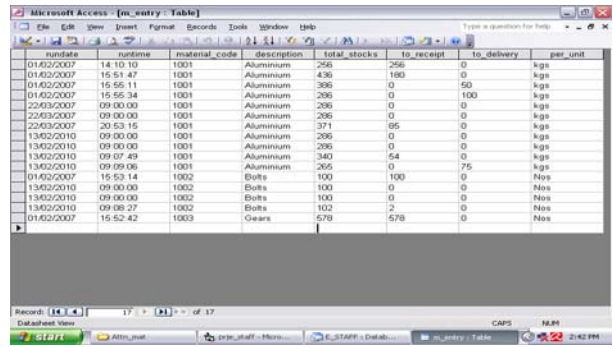 Microsoft Access - [m_entry : Table]
File Edit View Insert Format Records Tools Window Help Type a question for help
rundate runtime material_code description total_stocks to_receipt to_delivery per_unit
01/02/2007 14:10:10 1001 Aluminium 256 256 0 kgs
01/02/2007 15:51:47 1001 Aluminium 436 180 0 kgs
01/02/2007 15:55:11 1001 Aluminium 386 0 50 kgs
01/02/2007 15:55:34 1001 Aluminium 286 0 100 kgs
22/03/2007 09:00:00 1001 Aluminium 286 0 0 kgs
22/03/2007 09:00:00 1001 Aluminium 286 0 0 kgs
22/03/2007 20:53:15 1001 Aluminium 371 85 0 kgs
13/02/2010 09:00:00 1001 Aluminium 286 0 0 kgs
13/02/2010 09:00:00 1001 Aluminium 286 0 0 kgs
13/02/2010 09:07:49 1001 Aluminium 340 54 0 kgs
13/02/2010 09:09:06 1001 Aluminium 265 0 75 kgs
01/02/2007 15:53:14 1002 Bolts 100 100 0 Nos
13/02/2010 09:00:00 1002 Bolts 100 0 0 Nos
13/02/2010 09:00:00 1002 Bolts 100 0 0 Nos
13/02/2010 09:08:27 1002 Bolts 102 2 0 Nos
01/02/2007 15:52:42 1003 Gears 578 578 0 Nos
Record: 17 of 17
Datasheet View CAPS NUM
start Attn_mat prje_staff - Micro... E_STAFF : Datab... m_entry : Table 2:42 PM